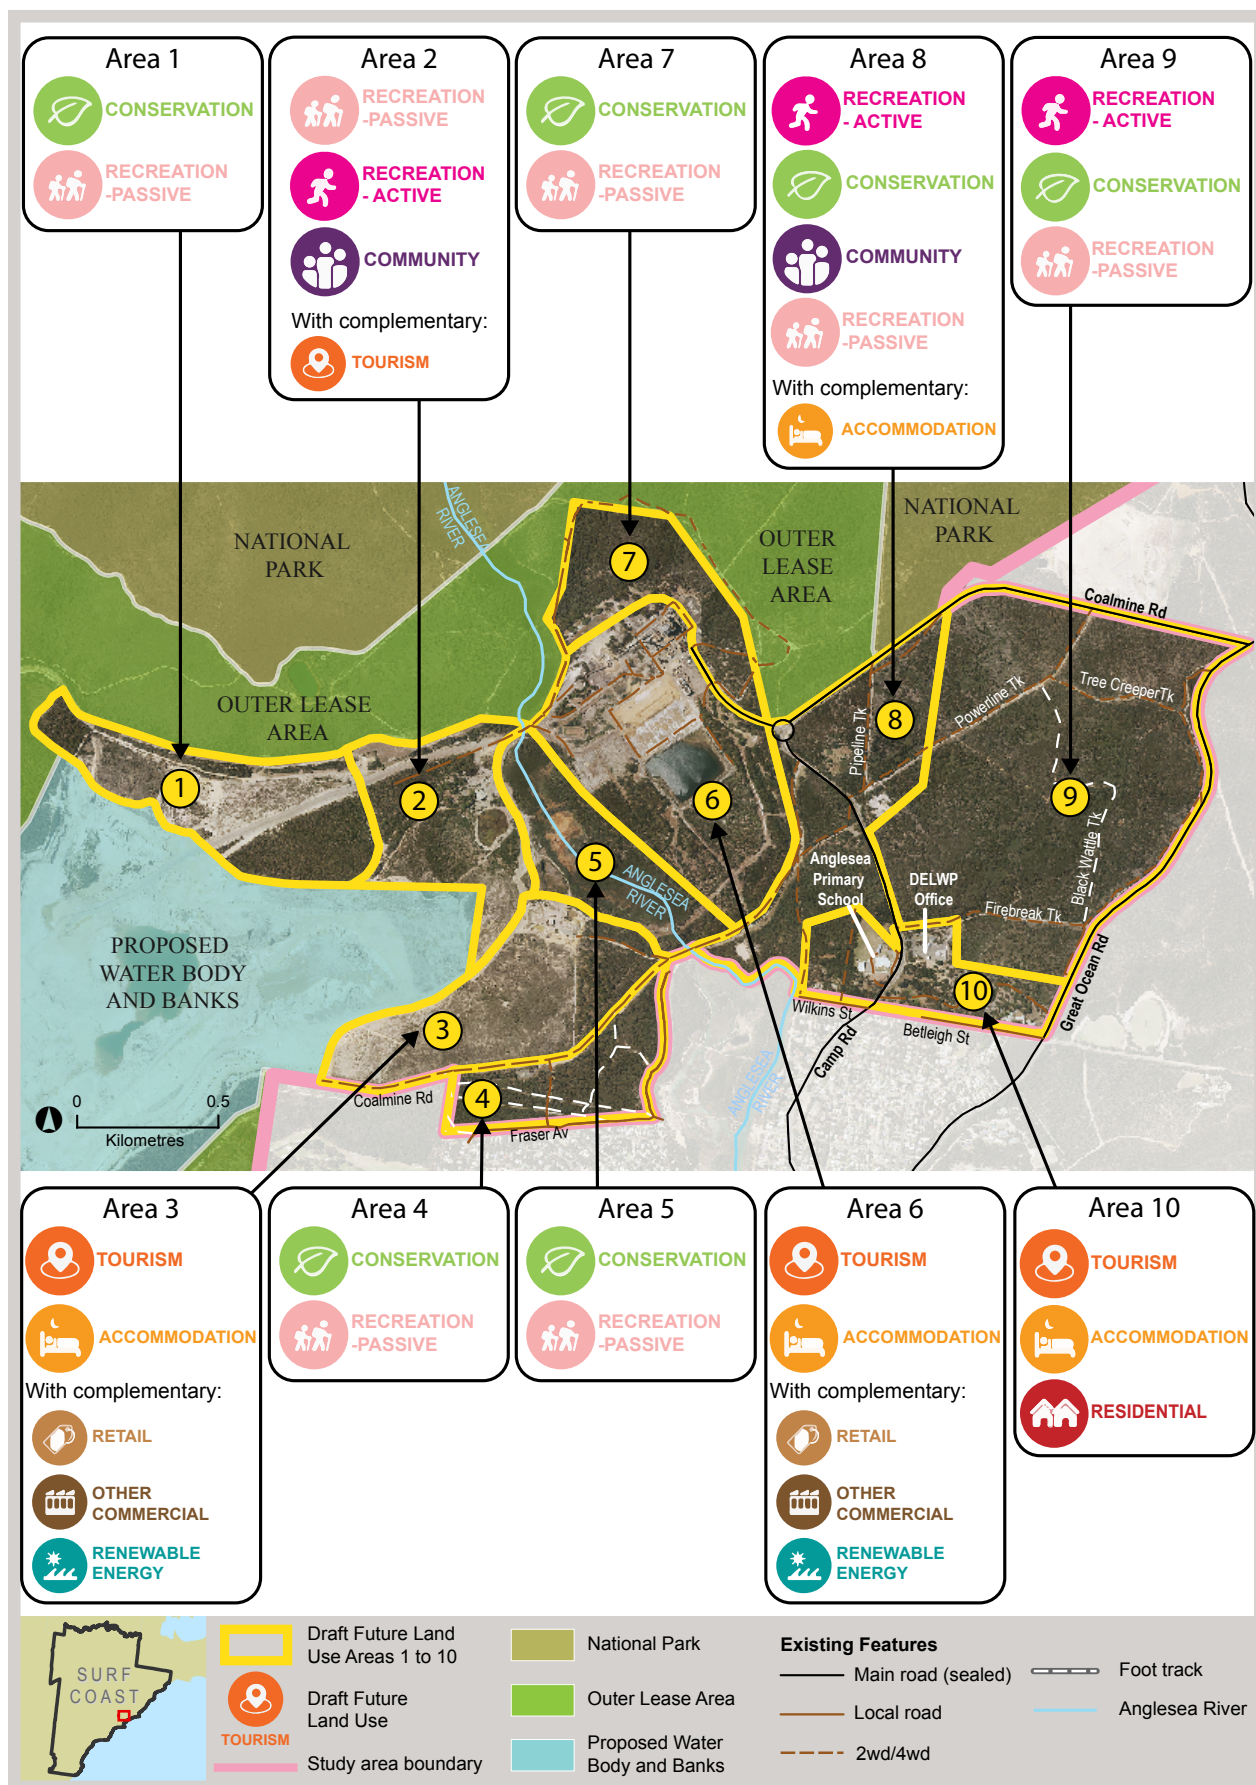 Area 1
CONSERVATION
RECREATION
-PASSIVE
Area 2
RECREATION
-PASSIVE
RECREATION
- ACTIVE
COMMUNITY
With complementary:
TOURISM
Area 7
CONSERVATION
RECREATION
-PASSIVE
Area 8
RECREATION
- ACTIVE
CONSERVATION
COMMUNITY
RECREATION
-PASSIVE
With complementary:
ACCOMMODATION
Area 9
RECREATION
- ACTIVE
CONSERVATION
RECREATION
-PASSIVE
ANGLESEA
RIVER
NATIONAL
PARK
NATIONAL
PARK
OUTER
LEASE
AREA
7
Coalmine Rd
OUTER LEASE
AREA
Tree CreeperTk
Powerline Tk
Pipeline Tk
8
1
2
6
9
5
ANGLESEA
RIVER
Anglesea
Primary
School
DELWP
Office
Black Wattle Tk
Firebreak Tk
PROPOSED
WATER BODY
AND BANKS
10
Great Ocean Rd
3
Wilkins St
Betleigh St
Camp Rd
ANGLESEA
RIVER
4
Coalmine Rd
Fraser Av
0 0.5
Kilometres
Area 3
TOURISM
ACCOMMODATION
With complementary:
RETAIL
OTHER
COMMERCIAL
RENEWABLE
ENERGY
Area 4
CONSERVATION
RECREATION
-PASSIVE
Area 5
CONSERVATION
RECREATION
-PASSIVE
Area 6
TOURISM
ACCOMMODATION
With complementary:
RETAIL
OTHER
COMMERCIAL
RENEWABLE
ENERGY
Area 10
TOURISM
ACCOMMODATION
RESIDENTIAL
SURF
COAST
Draft Future Land
Use Areas 1 to 10
Draft Future
Land Use
TOURISM
Study area boundary
National Park
Outer Lease Area
Proposed Water
Body and Banks
Existing Features
Main road (sealed)
Local road
2wd/4wd
Foot track
Anglesea River